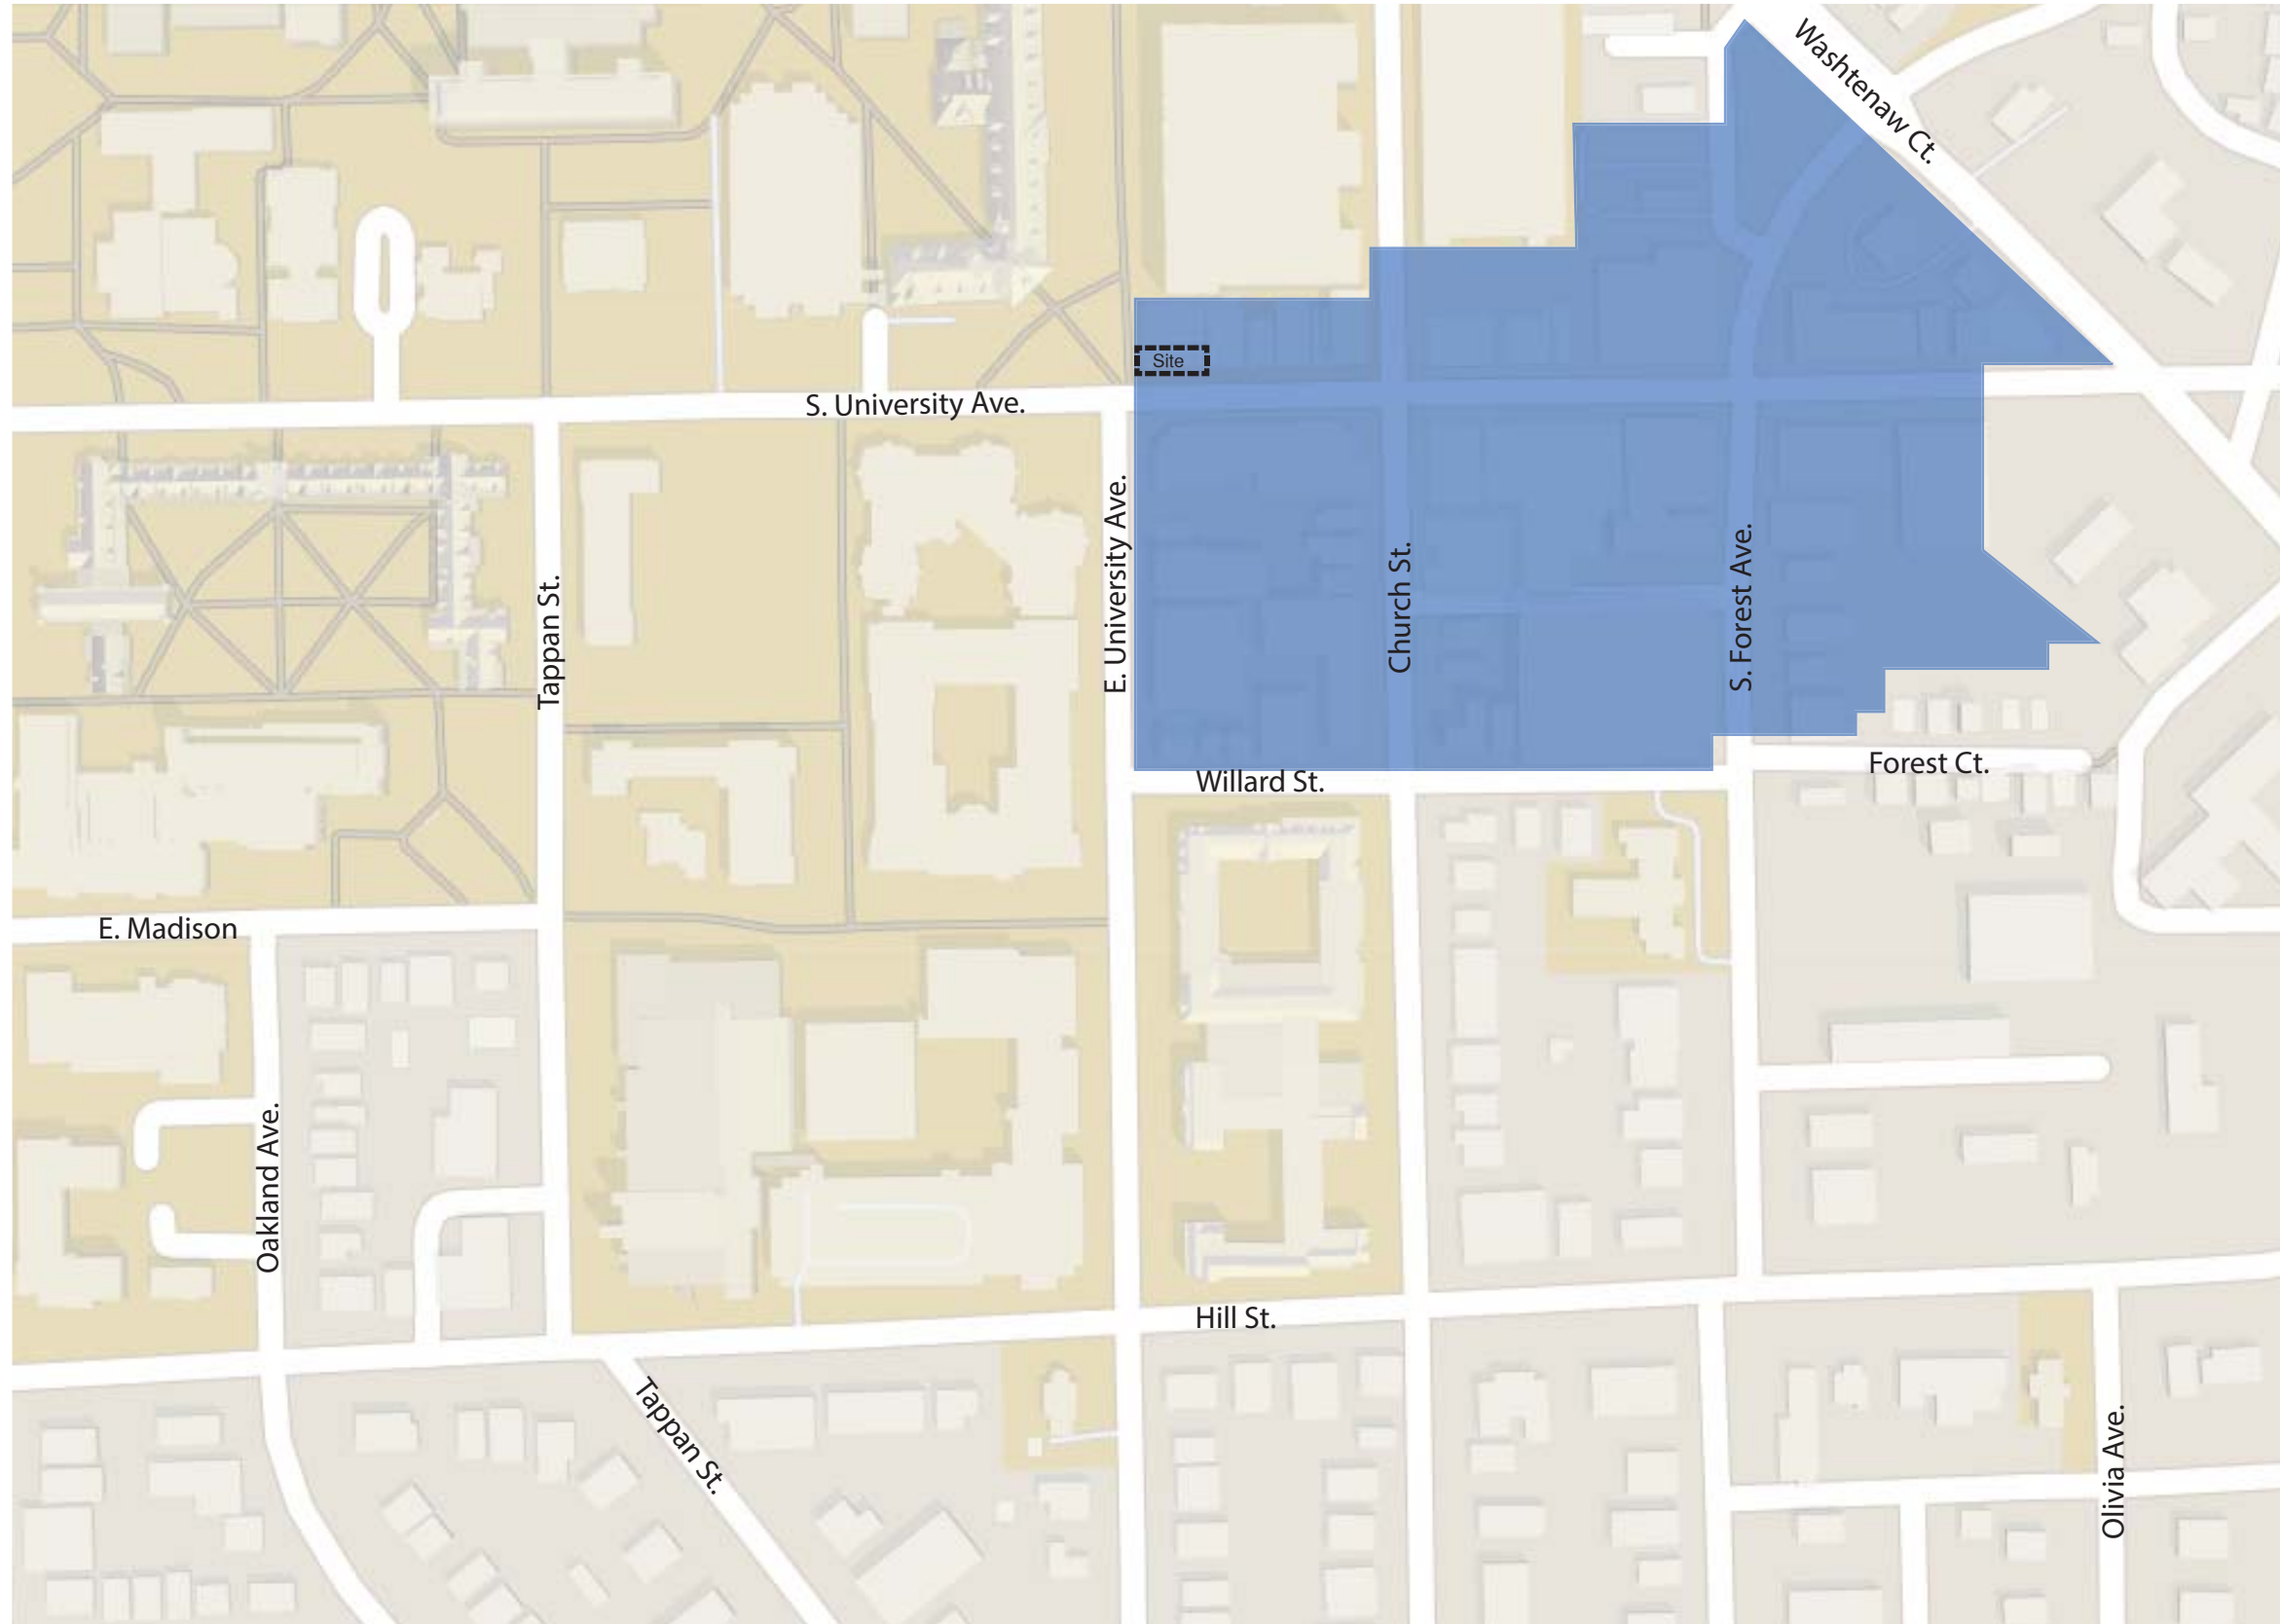 Washtenaw Ct.
Site
S. University Ave.
E. University Ave.
Church St.
S. Forest Ave.
Tappan St.
Willard St.
Forest Ct.
E. Madison
Oakland Ave.
Hill St.
Tappan St.
Olivia Ave.